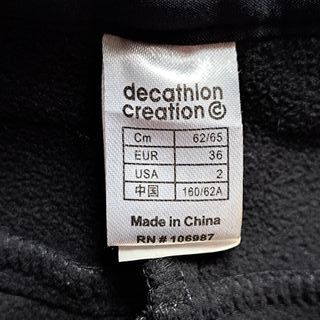 decathlon
creation ©
Cm 62/65
EUR 36
USA 2
中国 160/62A
Made in China
RN # 106987